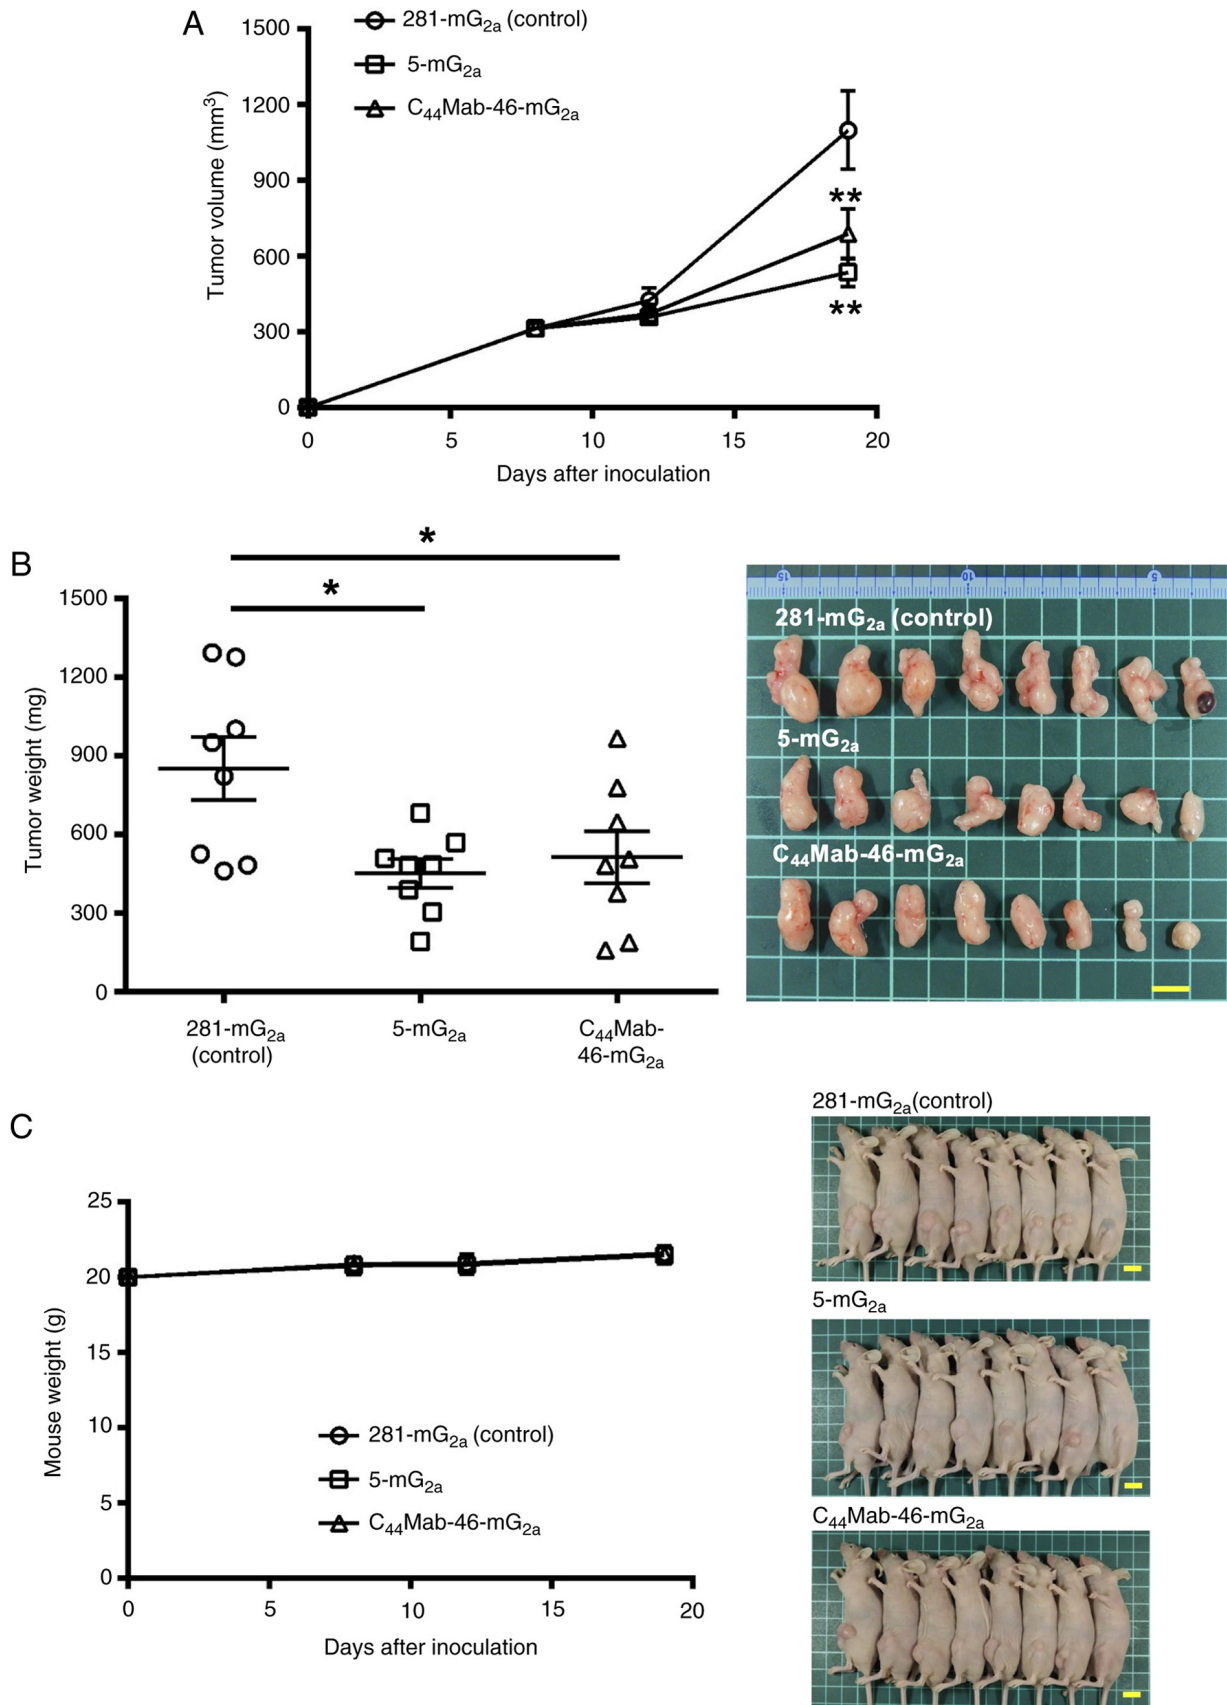 A
281-mG2a (control)
5-mG2a
C44Mab-46-mG2a
1500
1200
900
600
300
0
Tumor volume (mm3)
**
**
0 5 10 15 20
Days after inoculation
B
*
*
1500
1200
900
600
300
0
Tumor weight (mg)
281-mG2a
(control)
5-mG2a
C44Mab-
46-mG2a
15 10 5
281-mG2a (control)
5-mG2a
C44Mab-46-mG2a
C
25
20
15
10
5
0
Mouse weight (g)
281-mG2a (control)
5-mG2a
C44Mab-46-mG2a
0 5 10 15 20
Days after inoculation
281-mG2a(control)
5-mG2a
C44Mab-46-mG2a